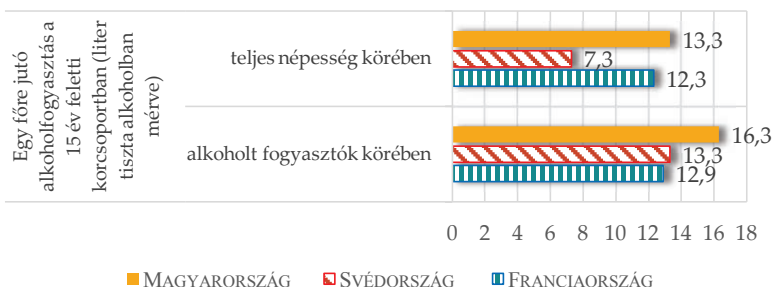 Egy főre jutó
alkoholfogyasztás a
15 év feletti
korcsoportban (liter
tiszta alkoholban
mérve)
teljes népesség körében
13,3
7,3
12,3
alkoholt fogyasztók körében
16,3
13,3
12,9
0 2 4 6 8 10 12 14 16 18
MAGYARORSZÁG SVÉDORSZÁG FRANCIAORSZÁG